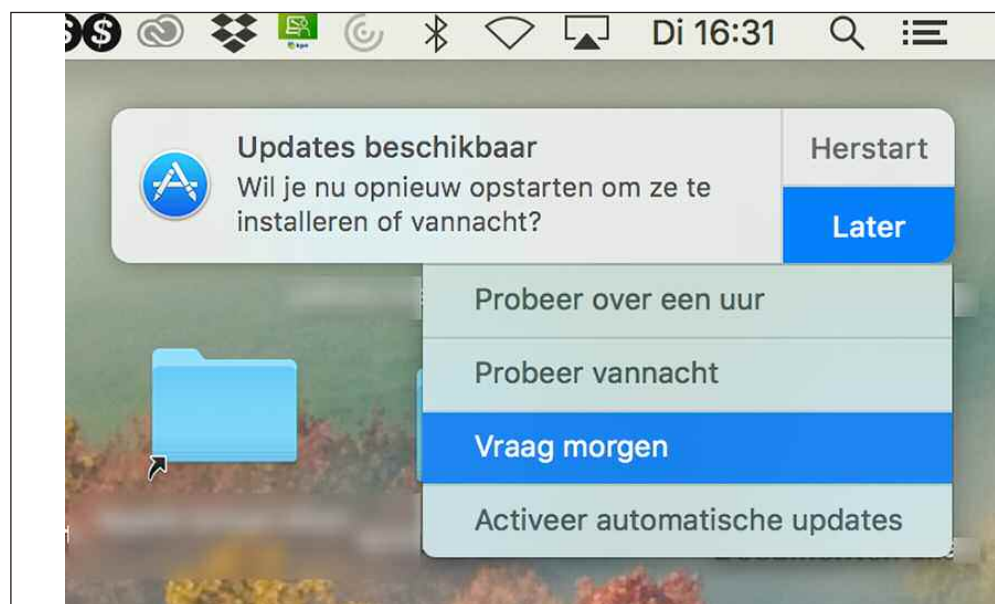 Di 16:31
Updates beschikbaar
Wil je nu opnieuw opstarten om ze te
installeren of vannacht?
Herstart
Later
Probeer over een uur
Probeer vannacht
Vraag morgen
Activeer automatische updates